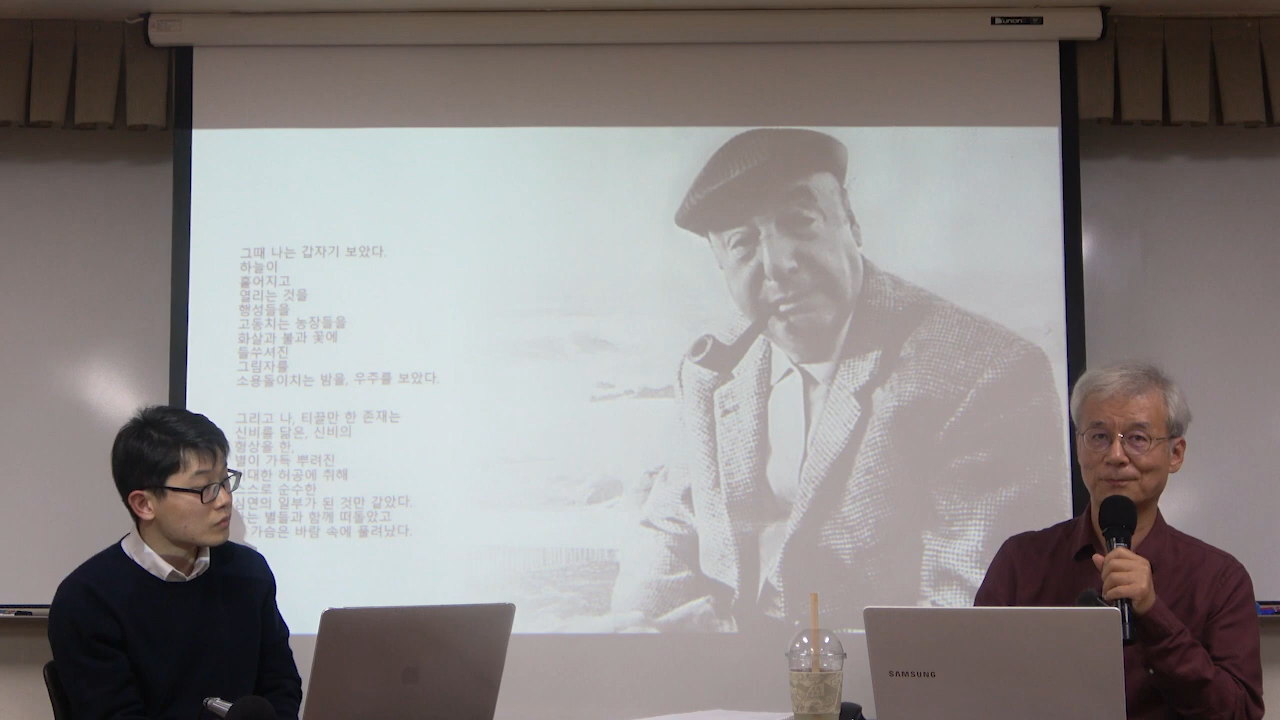 union
그때 나는 갑자기 보았다.
하늘이
흩어지고
열리는 것을
행성들을
고동치는 농장들을
화살과 불과 꽃에
들쑤셔진
그림자를
소용돌이치는 밤을, 우주를 보았다.
그리고 나, 티끌만 한 존재는
신비를 닮은, 신비의
형상을 한,
별이 가득 뿌려진
허공에 취해
순수한
심연의 일부가 된 것만 같았다.
별들과 함께 떠돌았고
가슴은 바람 속에 풀려났다.
SAMSUNG